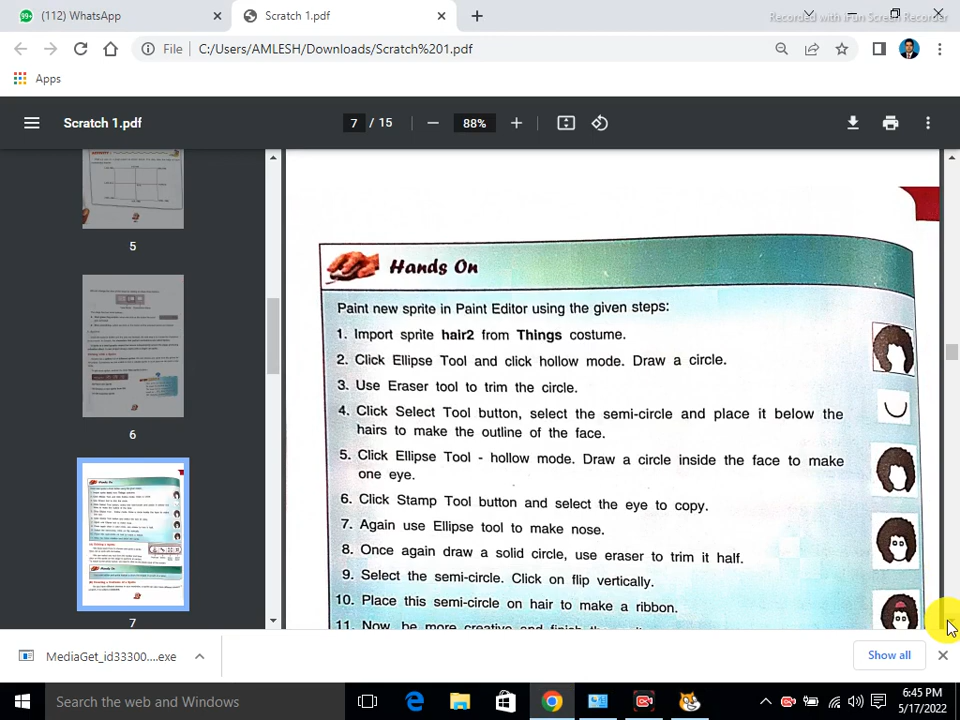 (112) WhatsApp
Scratch 1.pdf
Recorded with iFun Screen Recorder
File
C:/Users/AMLESH/Downloads/Scratch%201.pdf
Apps
Scratch 1.pdf
7 / 15
88%
5
6
7
Hands On
Paint new sprite in Paint Editor using the given steps:
1. Import sprite hair2 from Things costume.
2. Click Ellipse Tool and click hollow mode. Draw a circle.
3. Use Eraser tool to trim the circle.
4. Click Select Tool button, select the semi-circle and place it below the
hairs to make the outline of the face.
5. Click Ellipse Tool - hollow mode. Draw a circle inside the face to make
one eye.
6. Click Stamp Tool button and select the eye to copy.
7. Again use Ellipse tool to make nose.
8. Once again draw a solid circle, use eraser to trim it half.
9. Select the semi-circle. Click on flip vertically.
10. Place this semi-circle on hair to make a ribbon.
11. Now, be more creative and finish the
MediaGet_id33300....exe
Show all
Search the web and Windows
6:45 PM
5/17/2022